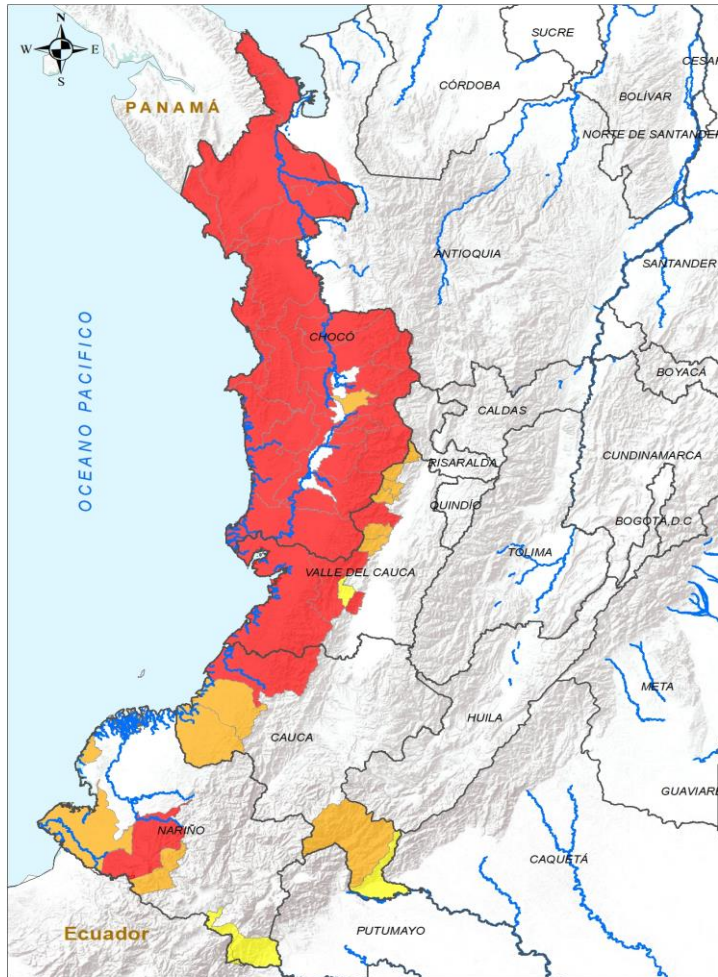 N
W E
S
SUCRE
CESAR
CÓRDOBA
BOLÍVAR
PANAMÁ
NORTE DE SANTANDER
ANTIOQUIA
SANTANDER
OCEANO PACIFICO
CHOCÓ
BOYACÁ
CALDAS
CUNDINAMARCA
RISARALDA
QUINDÍO
BOGOTÁ,D.C
TOLIMA
VALLE DEL CAUCA
META
HUILA
CAUCA
GUAVIARE
NARIÑO
CAQUETÁ
Ecuador
PUTUMAYO